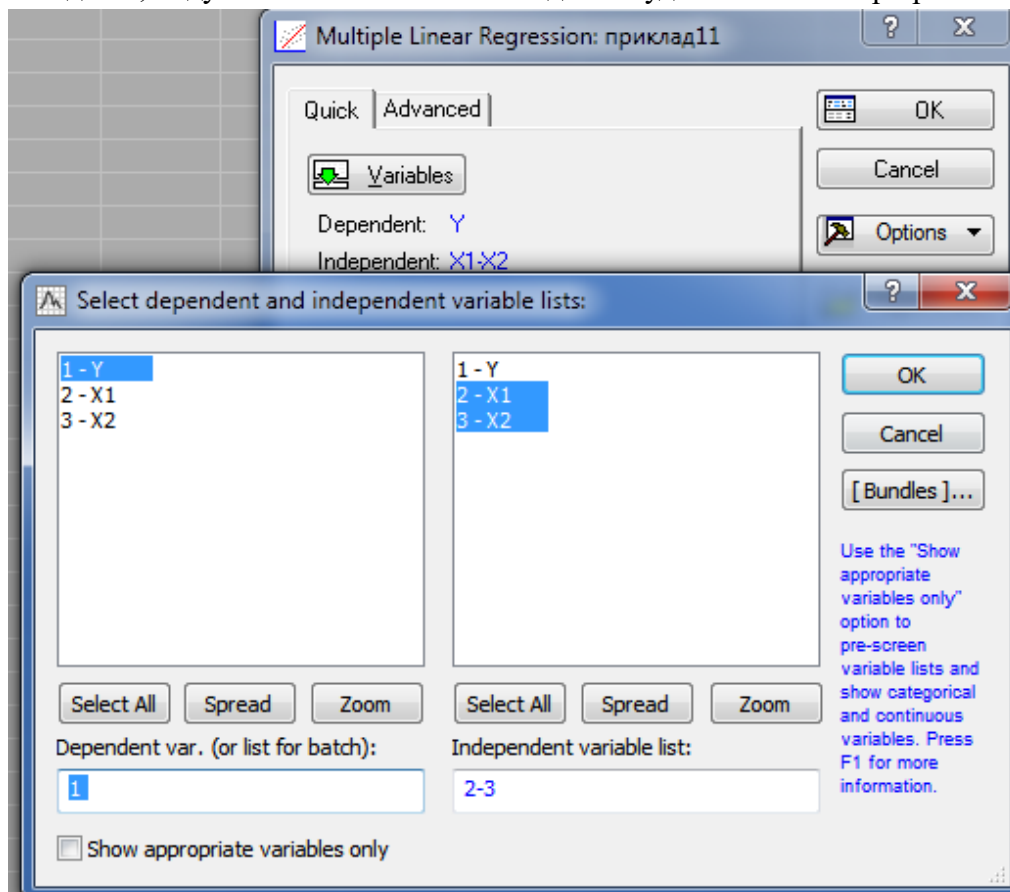 Multiple Linear Regression: приклад11
Quick
Advanced
OK
Variables
Cancel
Dependent: Y
Options
Independent: X1-X2
Select dependent and independent variable lists:
1 - Y
2 - X1
3 - X2
1 - Y
2 - X1
3 - X2
OK
Cancel
[ Bundles ]...
Use the "Show
appropriate
variables only"
option to
pre-screen
variable lists and
show categorical
and continuous
variables. Press
F1 for more
information.
Select All
Spread
Zoom
Select All
Spread
Zoom
Dependent var. (or list for batch):
Independent variable list:
1
2-3
Show appropriate variables only